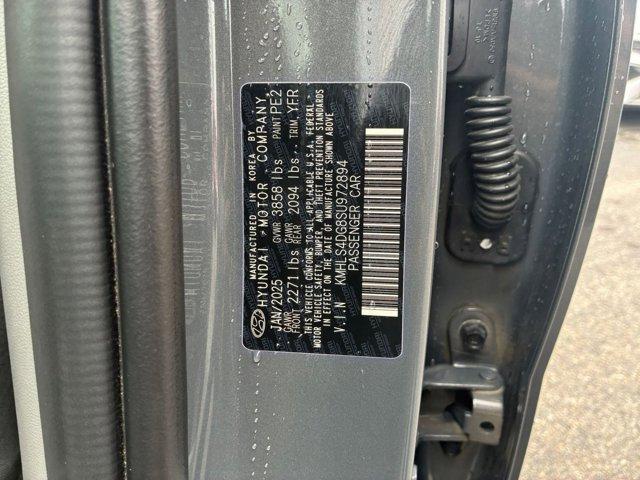 MANUFACTURED IN KOREA BY
HYUNDAI MOTOR COMPANY
JAN/2025 GVWR 3858 lbs PAINT PE2
GAWR FRONT 2271 lbs GAWR REAR 2094 lbs TRIM YFR
THIS VEHICLE CONFORMS TO ALL APPLICABLE U.S.A. FEDERAL
MOTOR VEHICLE SAFETY, BUMPER, AND THEFT PREVENTION STANDARDS
IN EFFECT ON THE DATE OF MANUFACTURE SHOWN ABOVE
V.I.N KMHLS4DG8SU972894
PASSENGER CAR